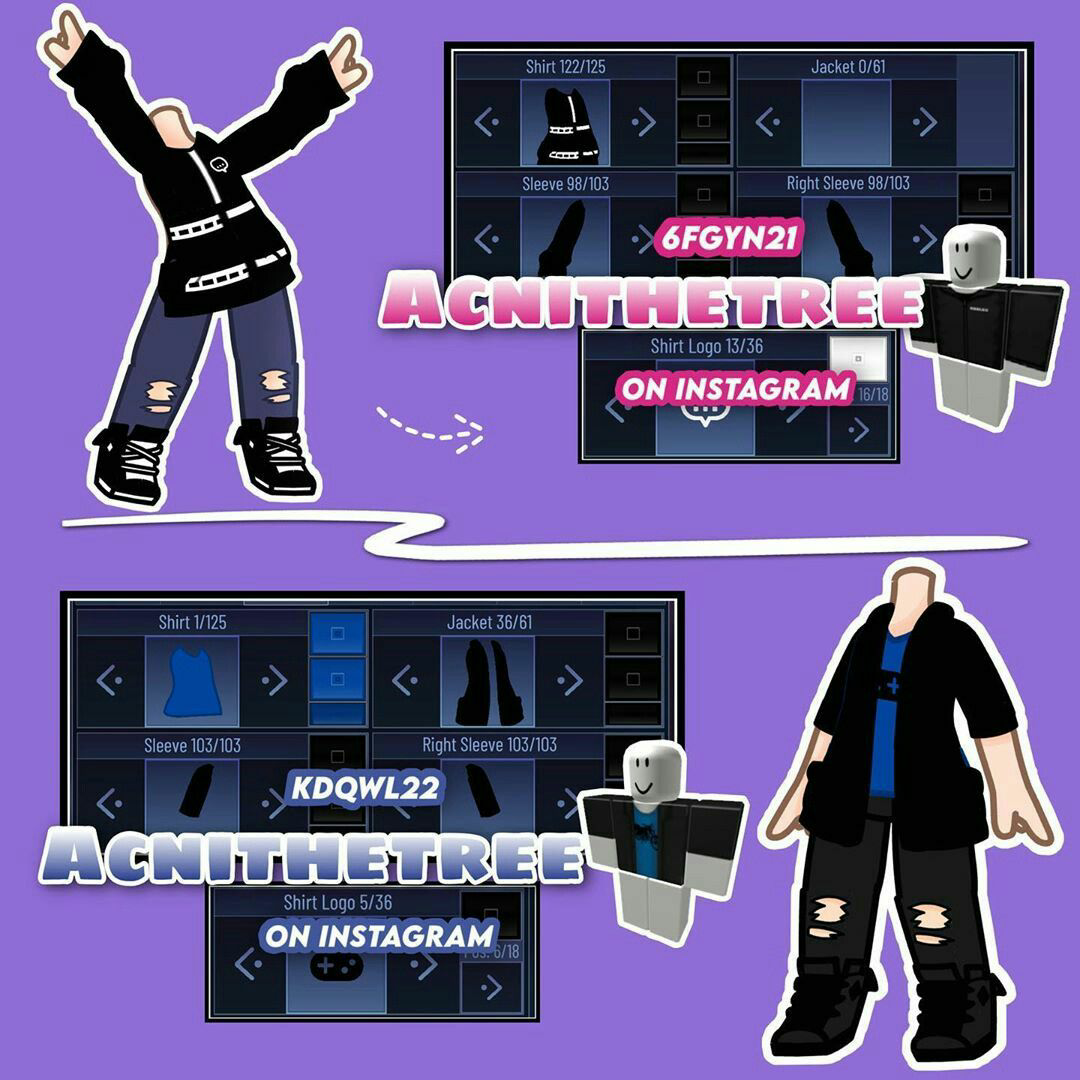 Shirt 122/125
Jacket 0/61
Sleeve 98/103
Right Sleeve 98/103
6FGYN21
ACNITHETREE
Shirt Logo 13/36
ON INSTAGRAM
16/18
Shirt 1/125
Jacket 36/61
Sleeve 103/103
Right Sleeve 103/103
KDQWL22
ACNITHETREE
Shirt Logo 5/36
ON INSTAGRAM
Pos. 6/18